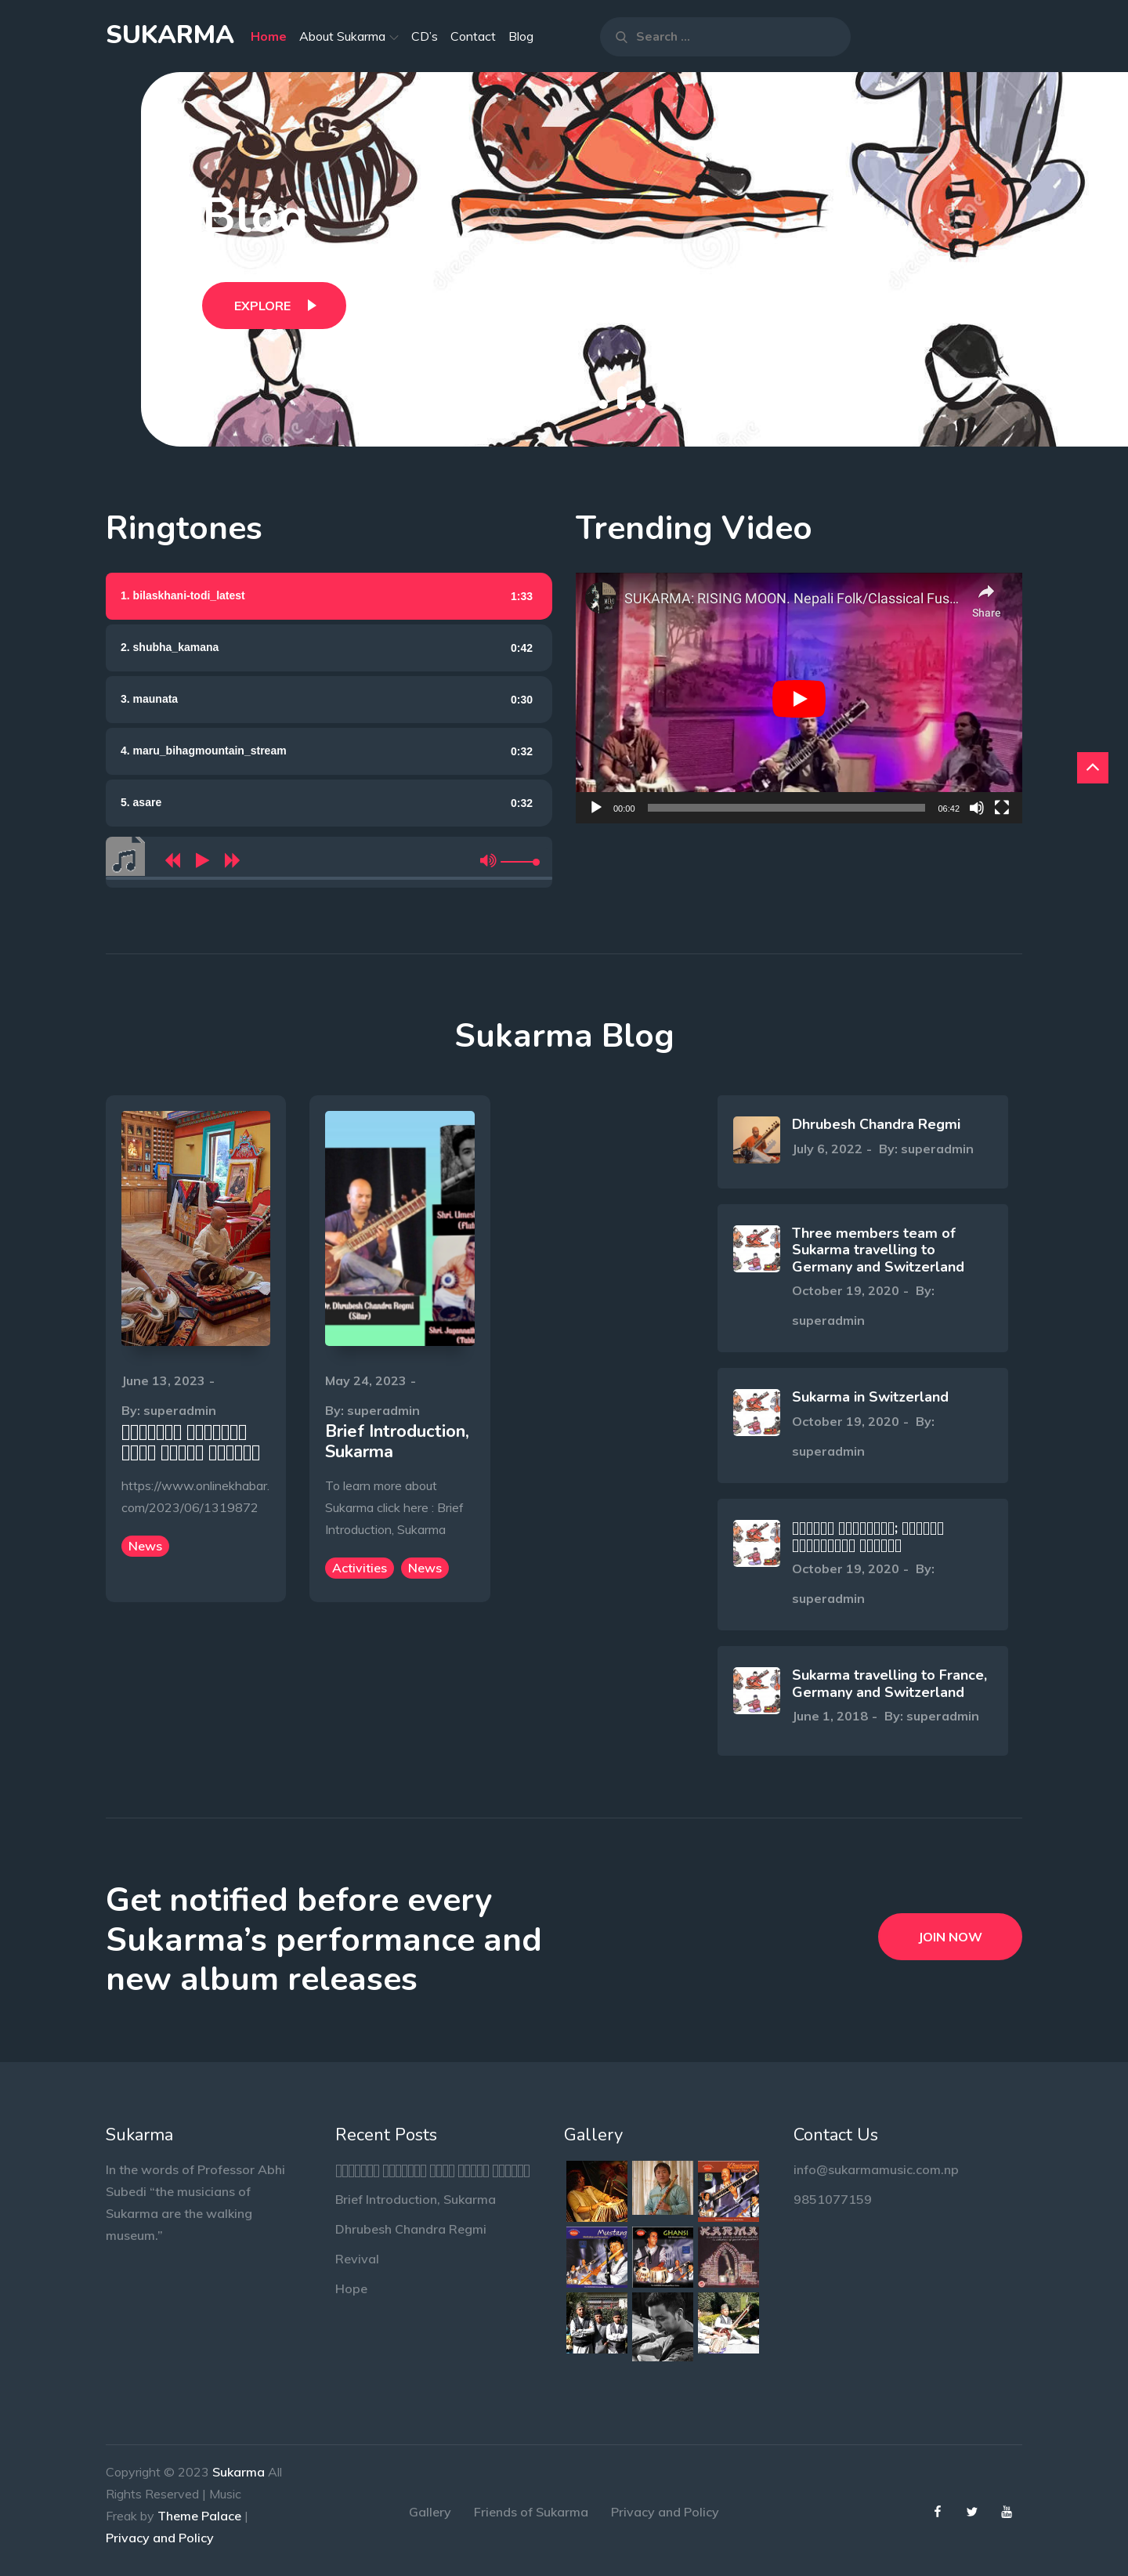 SUKARMA
Home
About Sukarma
CD's
Contact
Blog
Search ...
Blog
EXPLORE
Ringtones
1. bilaskhani-todi_latest 1:33
2. shubha_kamana 0:42
3. maunata 0:30
4. maru_bihagmountain_stream 0:32
5. asare 0:32
Trending Video
SUKARMA: RISING MOON. Nepali Folk/Classical Fus...
Share
00:00
06:42
Sukarma Blog
June 13, 2023 -
By: superadmin
https://www.onlinekhabar.
com/2023/06/1319872
News
Dr. Dhrubesh Chandra Regmi
(Sitar)
May 24, 2023 -
By: superadmin
Brief Introduction,
Sukarma
To learn more about
Sukarma click here : Brief
Introduction, Sukarma
Activities
News
Dhrubesh Chandra Regmi
July 6, 2022 - By: superadmin
Three members team of
Sukarma travelling to
Germany and Switzerland
October 19, 2020 - By:
superadmin
Sukarma in Switzerland
October 19, 2020 - By:
superadmin
October 19, 2020 - By:
superadmin
Sukarma travelling to France,
Germany and Switzerland
June 1, 2018 - By: superadmin
Get notified before every
Sukarma’s performance and
new album releases
JOIN NOW
Sukarma
In the words of Professor Abhi
Subedi “the musicians of
Sukarma are the walking
museum.”
Recent Posts
Brief Introduction, Sukarma
Dhrubesh Chandra Regmi
Revival
Hope
Gallery
Mustang
GHANSI
KARMA
Contact Us
info@sukarmamusic.com.np
9851077159
Copyright © 2023 Sukarma All
Rights Reserved | Music
Freak by Theme Palace |
Privacy and Policy
Gallery
Friends of Sukarma
Privacy and Policy